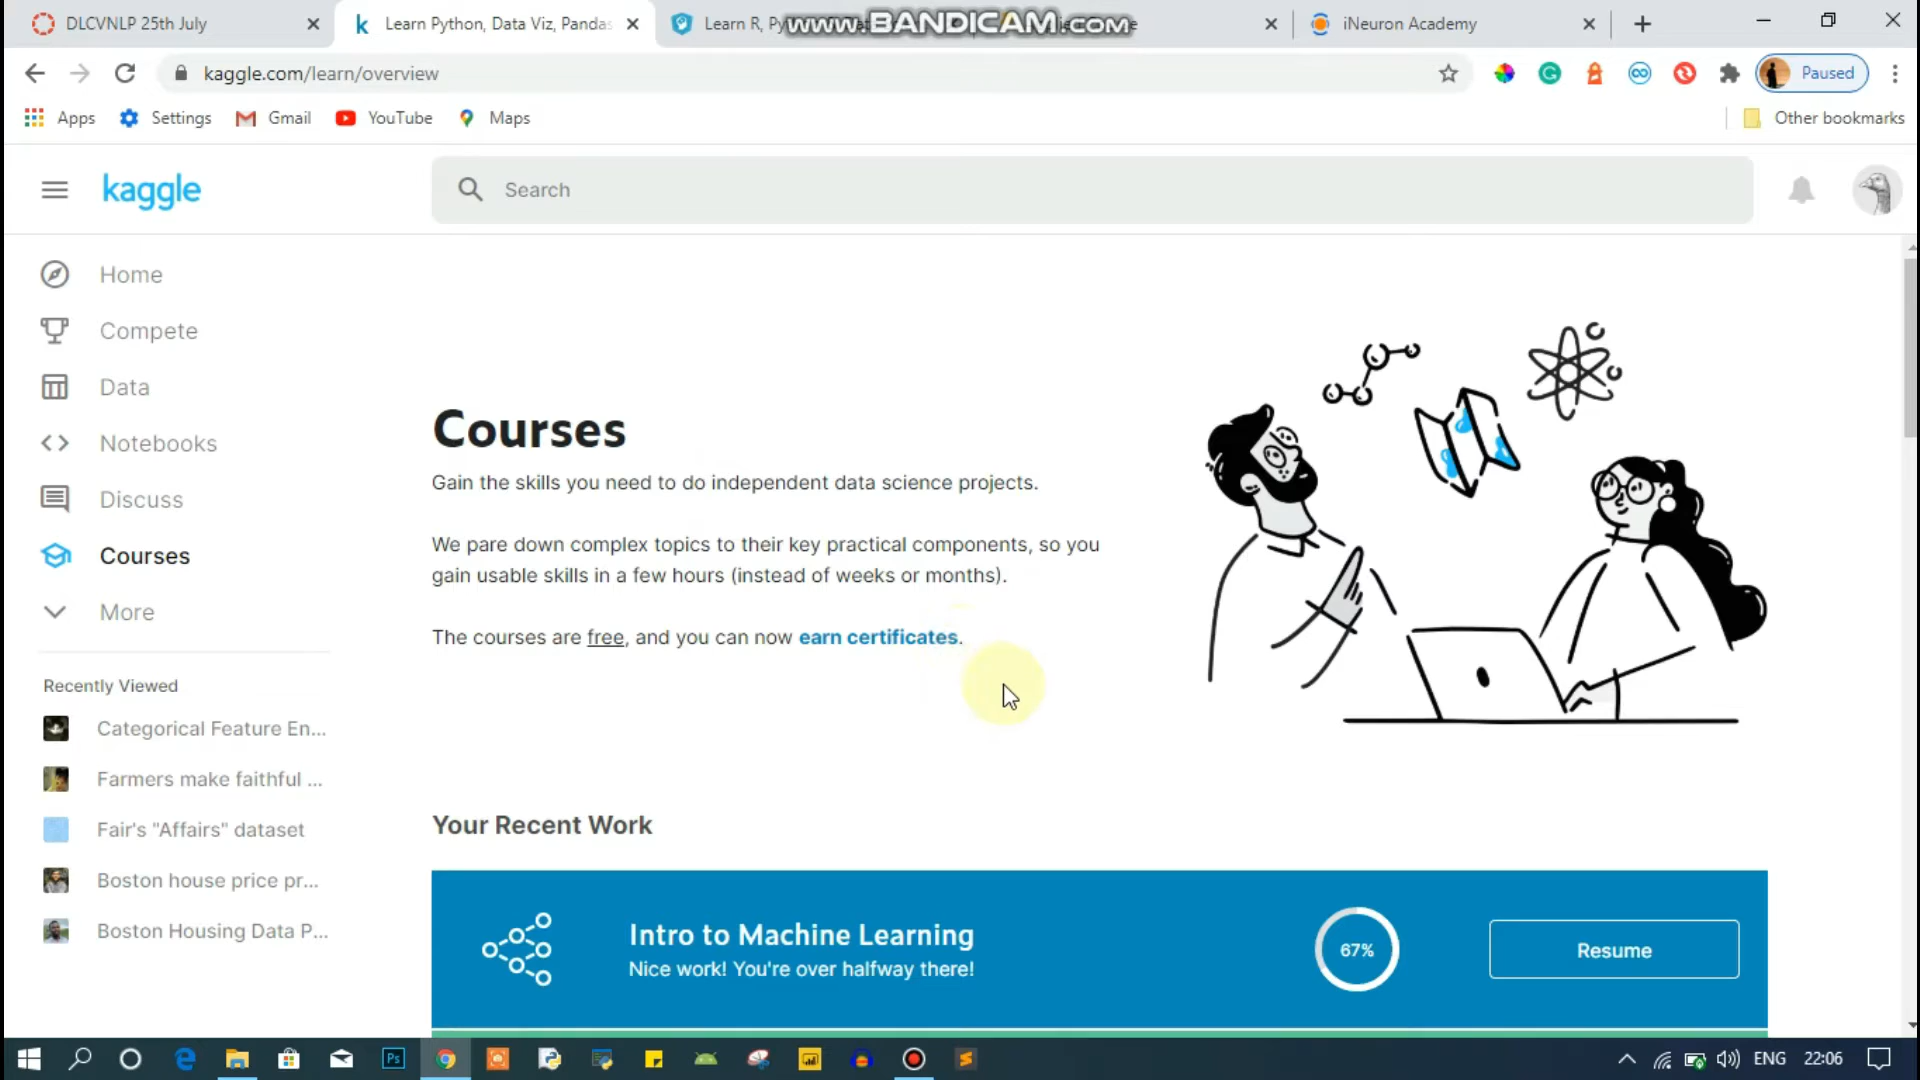 DLCVNLP 25th July
Learn Python, Data Viz, Pandas
Learn R, Py
www.BANDICAM.com
iNeuron Academy
kaggle.com/learn/overview
Paused
Apps
Settings
Gmail
YouTube
Maps
Other bookmarks
kaggle
Search
Home
Compete
Data
Notebooks
Discuss
Courses
More
Recently Viewed
Categorical Feature En...
Farmers make faithful ...
Fair's "Affairs" dataset
Boston house price pr...
Boston Housing Data P...
Courses
Gain the skills you need to do independent data science projects.
We pare down complex topics to their key practical components, so you
gain usable skills in a few hours (instead of weeks or months).
The courses are free, and you can now earn certificates.
Your Recent Work
Intro to Machine Learning
Nice work! You're over halfway there!
67%
Resume
Ps
ENG
22:06